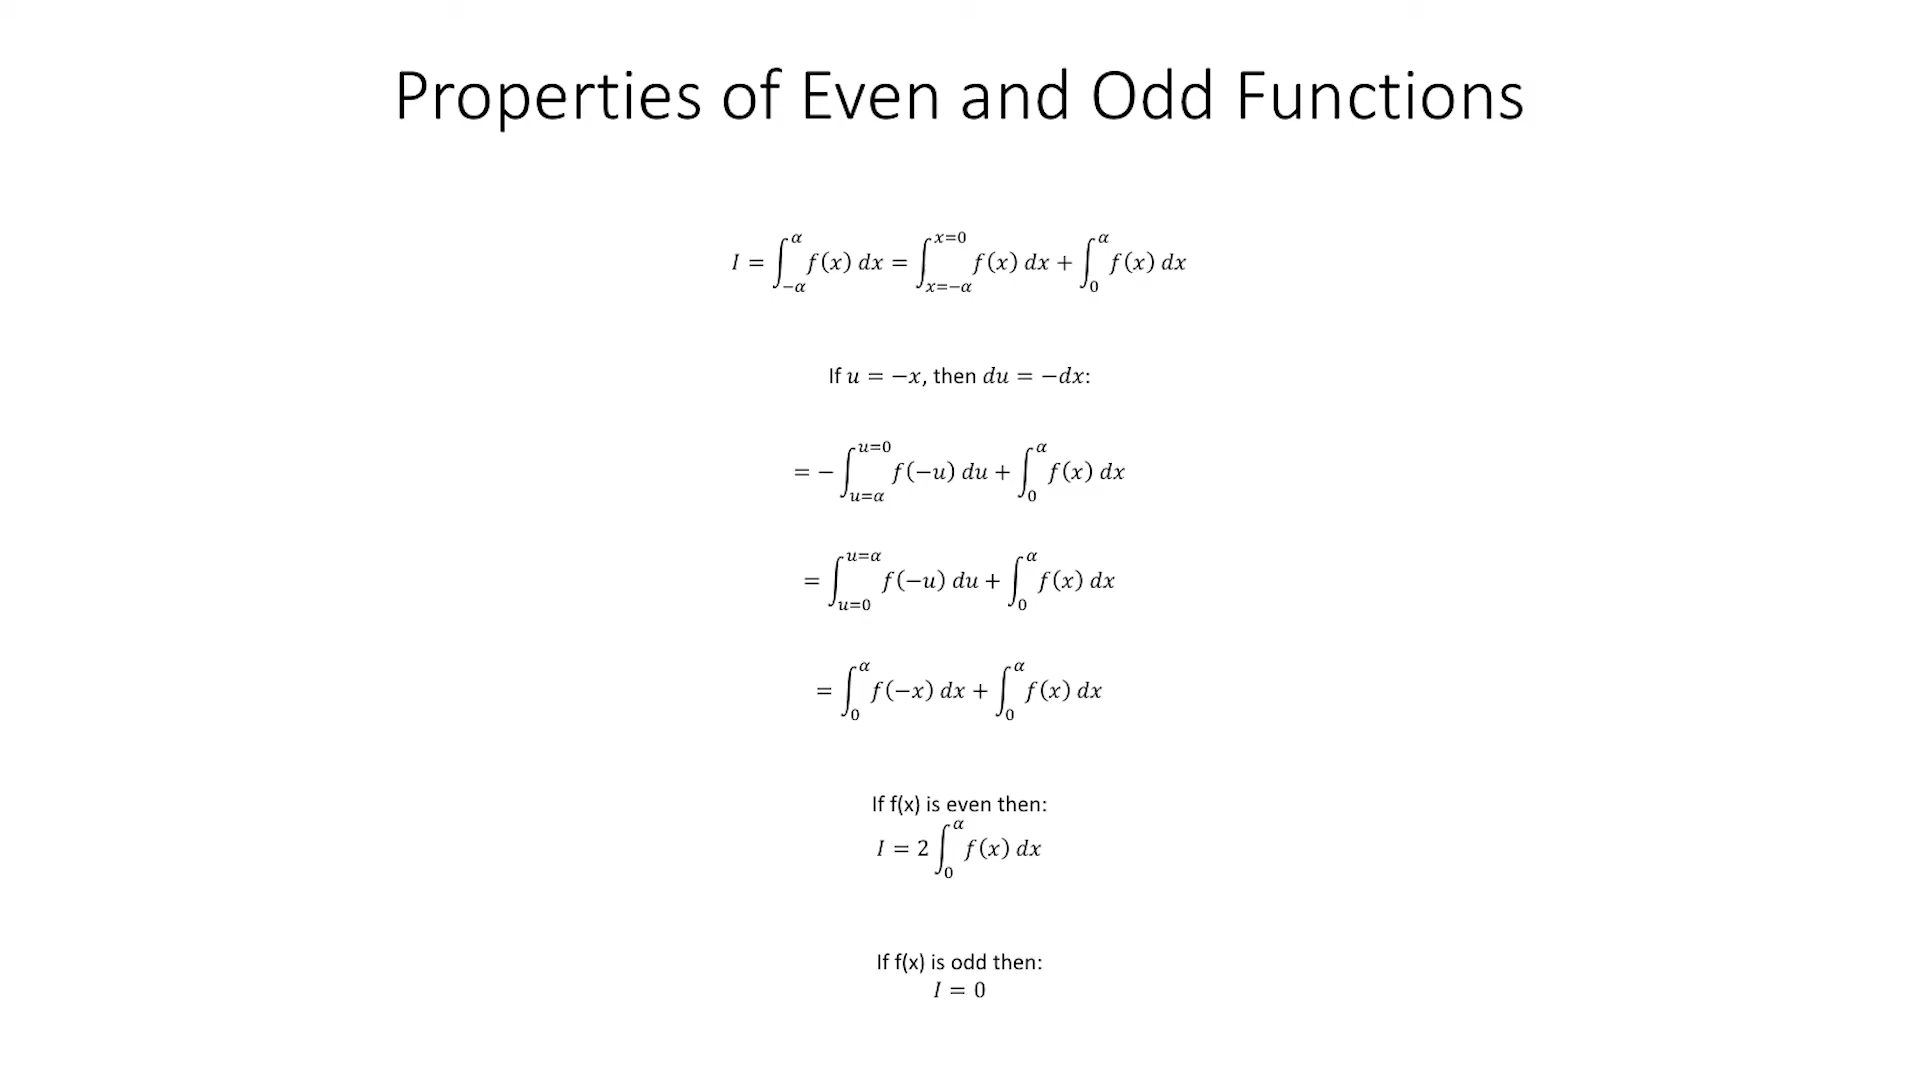 Properties of Even and Odd Functions
I = ∫_{−α}^{α} f(x) dx = ∫_{x=−α}^{x=0} f(x) dx + ∫_{0}^{α} f(x) dx
If u = −x, then du = −dx:
= − ∫_{u=α}^{u=0} f(−u) du + ∫_{0}^{α} f(x) dx
= ∫_{u=0}^{u=α} f(−u) du + ∫_{0}^{α} f(x) dx
= ∫_{0}^{α} f(−x) dx + ∫_{0}^{α} f(x) dx
If f(x) is even then:
I = 2 ∫_{0}^{α} f(x) dx
If f(x) is odd then:
I = 0